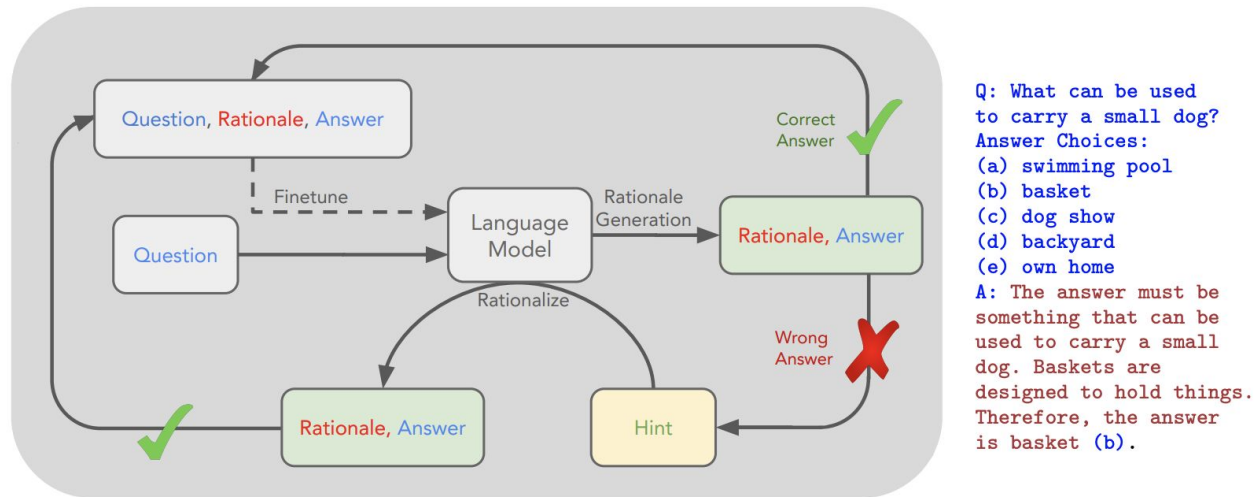 Question, Rationale, Answer
Finetune
Question
Language
Model
Rationale
Generation
Correct
Answer
Rationale, Answer
Rationalize
Wrong
Answer
Rationale, Answer
Hint
Q: What can be used
to carry a small dog?
Answer Choices:
(a) swimming pool
(b) basket
(c) dog show
(d) backyard
(e) own home
A: The answer must be
something that can be
used to carry a small
dog. Baskets are
designed to hold things.
Therefore, the answer
is basket (b).